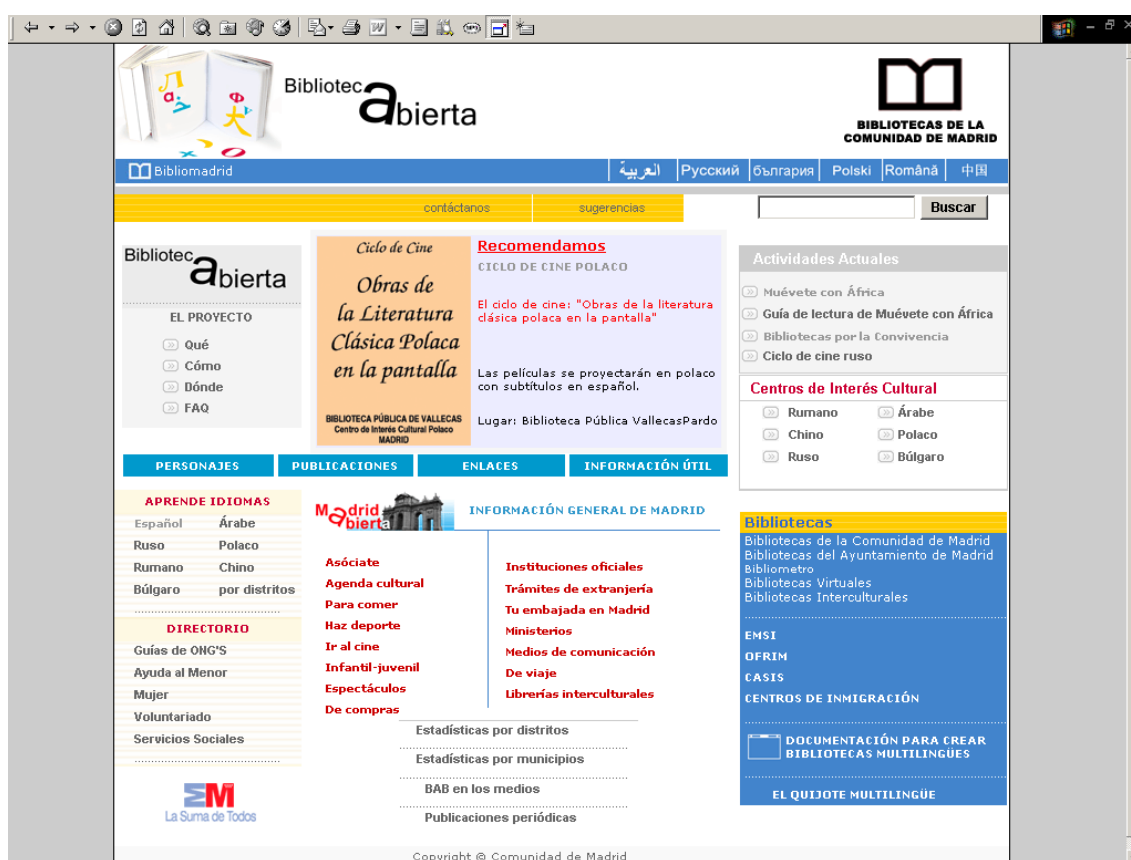 Bibliotec
abierta
BIBLIOTECAS DE LA
COMUNIDAD DE MADRID
Bibliomadrid
العربية
Русский
българия
Polski
Română
中国
contáctanos
sugerencias
Buscar
Bibliotec
abierta
EL PROYECTO
Qué
Cómo
Dónde
FAQ
Ciclo de Cine
Obras de
la Literatura
Clásica Polaca
en la pantalla
BIBLIOTECA PÚBLICA DE VALLECAS
Centro de Interés Cultural Polaco
MADRID
Recomendamos
CICLO DE CINE POLACO
El ciclo de cine: "Obras de la literatura
clásica polaca en la pantalla"
Las películas se proyectarán en polaco
con subtítulos en español.
Lugar: Biblioteca Pública VallecasPardo
Actividades Actuales
Muévete con África
Guía de lectura de Muévete con África
Bibliotecas por la Convivencia
Ciclo de cine ruso
Centros de Interés Cultural
Rumano Árabe
Chino Polaco
Ruso Búlgaro
PERSONAJES
PUBLICACIONES
ENLACES
INFORMACIÓN ÚTIL
APRENDE IDIOMAS
Español Árabe
Ruso Polaco
Rumano Chino
Búlgaro por distritos
DIRECTORIO
Guías de ONG'S
Ayuda al Menor
Mujer
Voluntariado
Servicios Sociales
EM
La Suma de Todos
Madrid
abierta
INFORMACIÓN GENERAL DE MADRID
Asóciate
Agenda cultural
Para comer
Haz deporte
Ir al cine
Infantil-juvenil
Espectáculos
De compras
Instituciones oficiales
Trámites de extranjería
Tu embajada en Madrid
Ministerios
Medios de comunicación
De viaje
Librerías interculturales
Estadísticas por distritos
Estadísticas por municipios
BAB en los medios
Publicaciones periódicas
Bibliotecas
Bibliotecas de la Comunidad de Madrid
Bibliotecas del Ayuntamiento de Madrid
Bibliometro
Bibliotecas Virtuales
Bibliotecas Interculturales
EMSI
OFRIM
CASIS
CENTROS DE INMIGRACIÓN
DOCUMENTACIÓN PARA CREAR
BIBLIOTECAS MULTILINGÜES
EL QUIJOTE MULTILINGÜE
Copyright @ Comunidad de Madrid